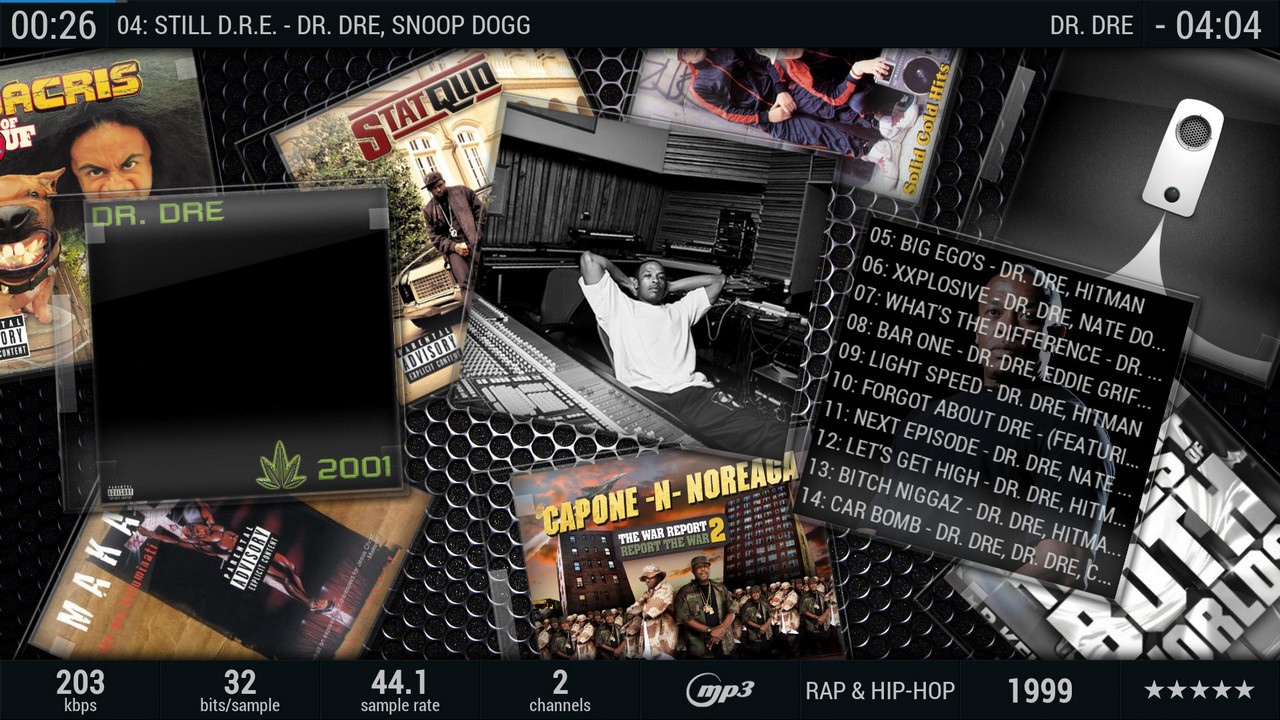 00:26
04: STILL D.R.E. - DR. DRE, SNOOP DOGG
DR. DRE
- 04:04
ACRIS
OF
UF
STAT QUO
Solid Gold Hits
DR. DRE
2001
PARENTAL
ADVISORY
EXPLICIT CONTENT
05: BIG EGO'S - DR. DRE, HITMAN
06: XXPLOSIVE - DR. DRE, NATE DO...
07: WHAT'S THE DIFFERENCE - DR. ...
08: BAR ONE - DR. DRE, EDDIE GRIF...
09: LIGHT SPEED - DR. DRE, HITMAN
10: FORGOT ABOUT DRE - (FEATURI...
11: NEXT EPISODE - DR. DRE, NATE ...
12: LET'S GET HIGH - DR. DRE, HITM...
13: BITCH NIGGAZ - DR. DRE, HITMA...
14: CAR BOMB - DR. DRE, DR. DRE, C...
CAPONE -N- NOREAGA
THE WAR REPORT 2
REPORT THE WAR
MAKA
PARENTAL
ADVISORY
EXPLICIT CONTENT
203
kbps
32
bits/sample
44.1
sample rate
2
channels
mp3
RAP & HIP-HOP
1999